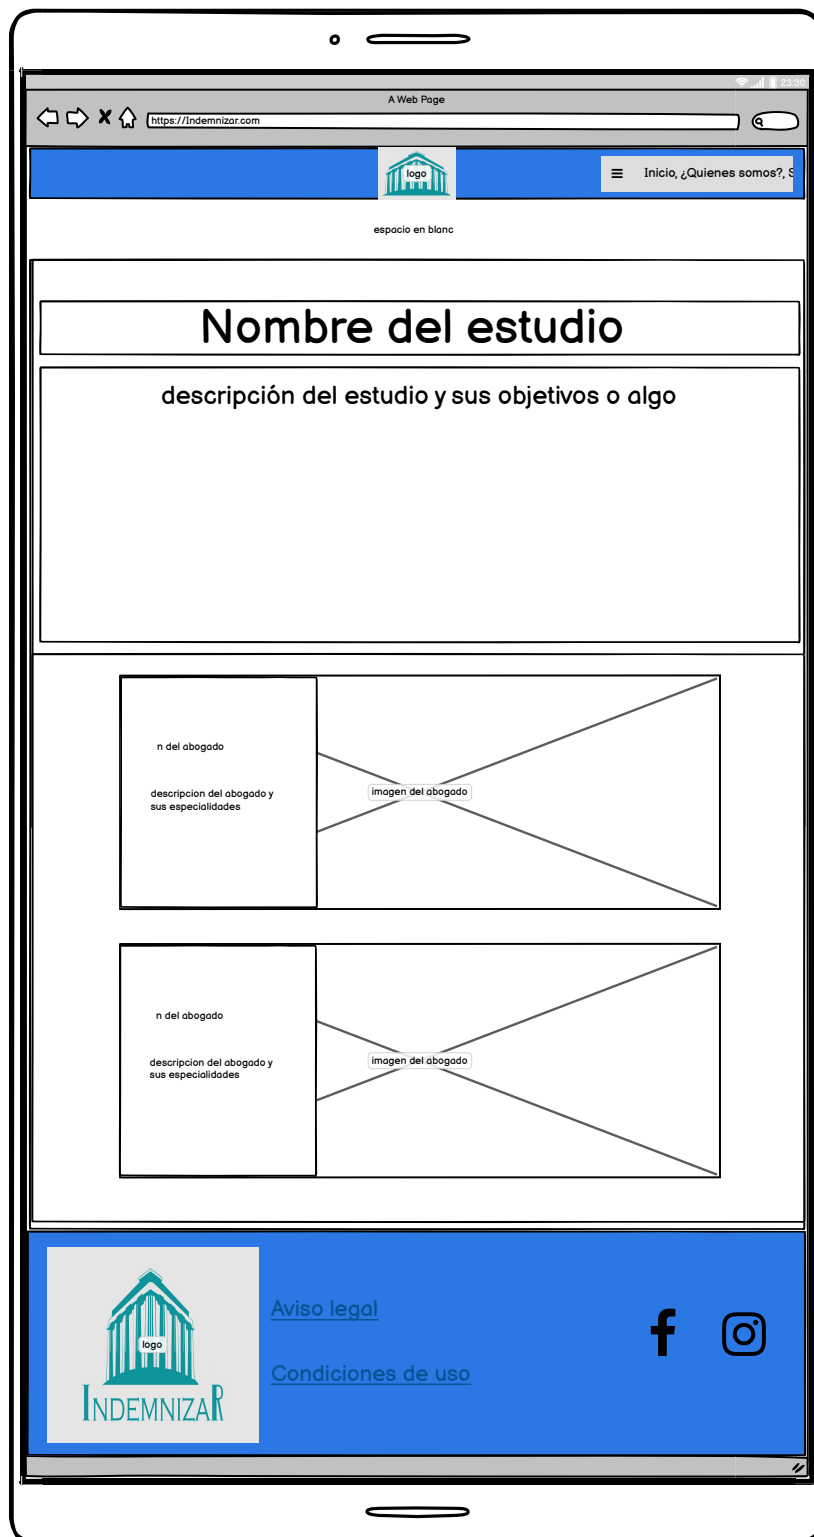 23:30
A Web Page
https://Indemnizar.com
logo
Inicio, ¿Quienes somos?, S
espacio en blanc
Nombre del estudio
descripción del estudio y sus objetivos o algo
n del abogado
descripcion del abogado y
sus especialidades
imagen del abogado
n del abogado
descripcion del abogado y
sus especialidades
imagen del abogado
logo
INDEMNIZAR
Aviso legal
Condiciones de uso